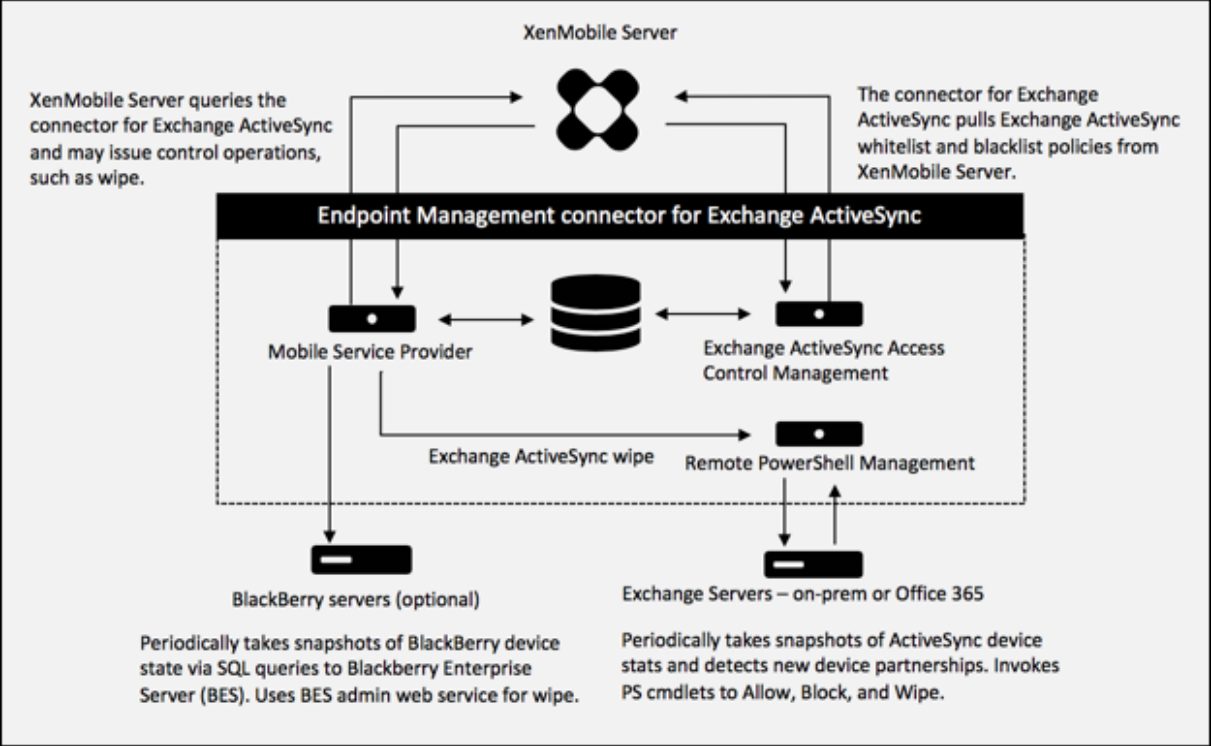 XenMobile Server
XenMobile Server queries the
connector for Exchange ActiveSync
and may issue control operations,
such as wipe.
The connector for Exchange
ActiveSync pulls Exchange ActiveSync
whitelist and blacklist policies from
XenMobile Server.
Endpoint Management connector for Exchange ActiveSync
Mobile Service Provider
Exchange ActiveSync Access
Control Management
Exchange ActiveSync wipe
Remote PowerShell Management
BlackBerry servers (optional)
Periodically takes snapshots of BlackBerry device
state via SQL queries to Blackberry Enterprise
Server (BES). Uses BES admin web service for wipe.
Exchange Servers – on-prem or Office 365
Periodically takes snapshots of ActiveSync device
stats and detects new device partnerships. Invokes
PS cmdlets to Allow, Block, and Wipe.